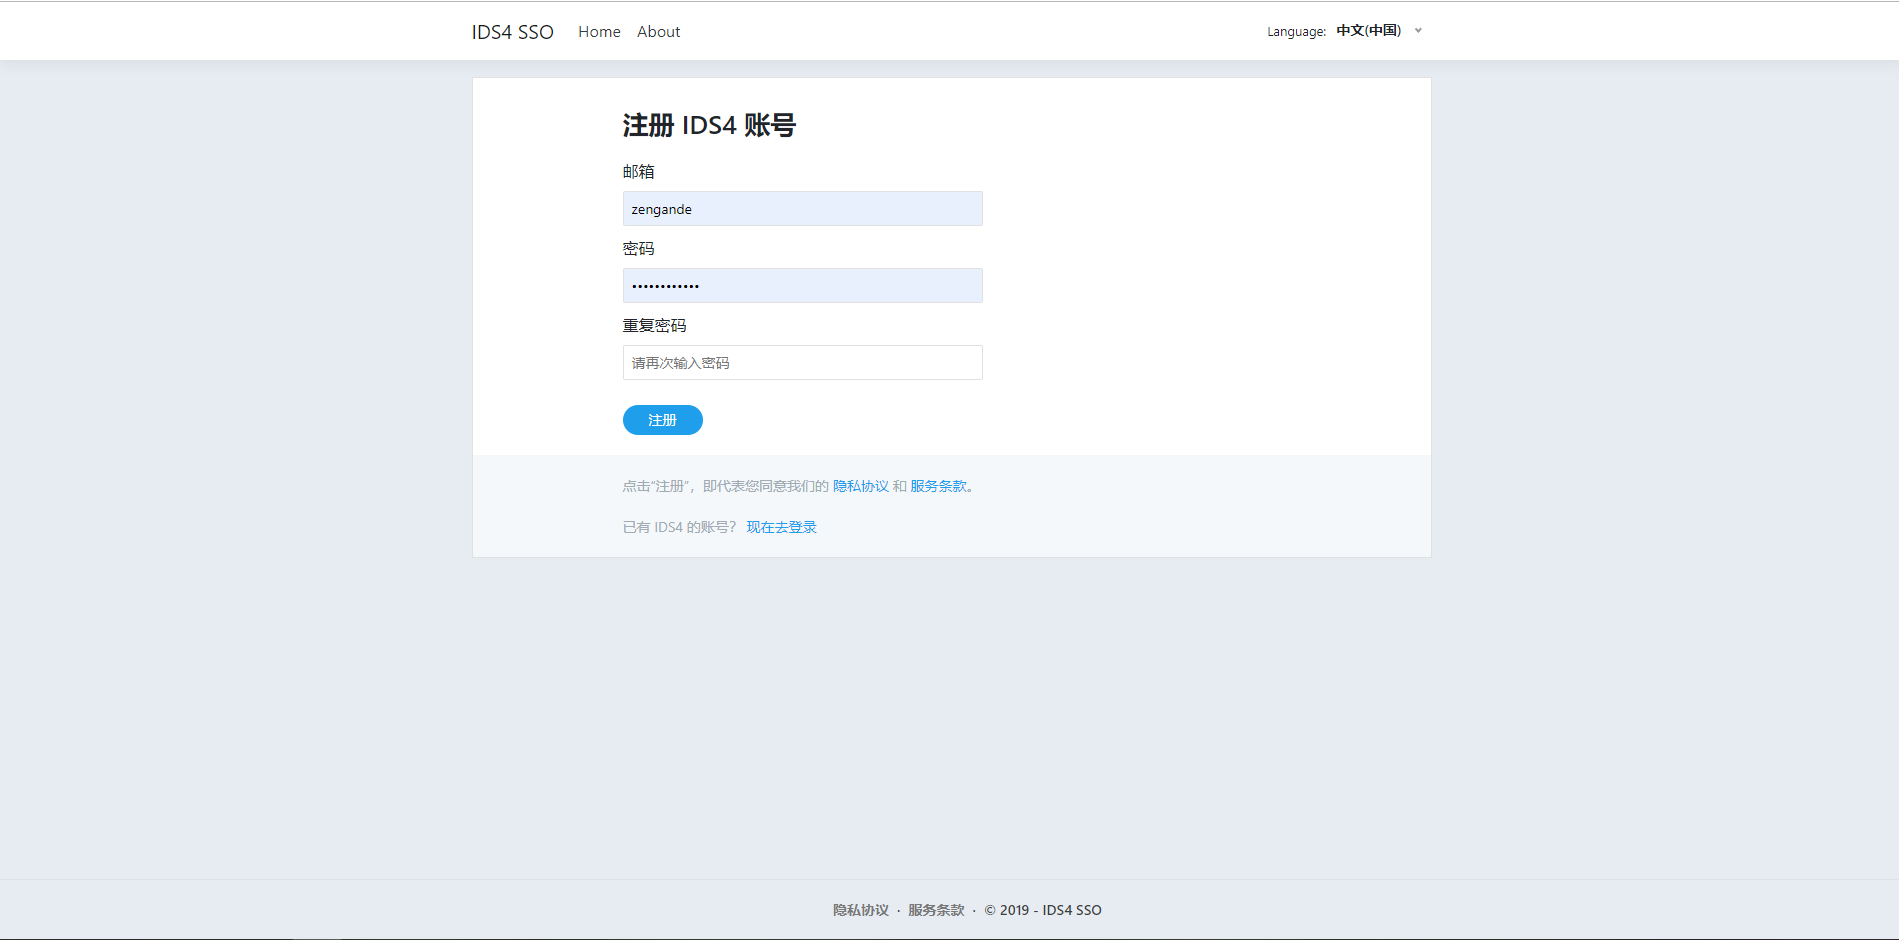 IDS4 SSO Home About Language: 中文(中国)
注册 IDS4 账号
邮箱
zengande
密码
••••••••••••
重复密码
请再次输入密码
注册
点击“注册”，即代表您同意我们的 隐私协议 和 服务条款。
已有 IDS4 的账号？ 现在去登录
隐私协议 · 服务条款 · © 2019 - IDS4 SSO